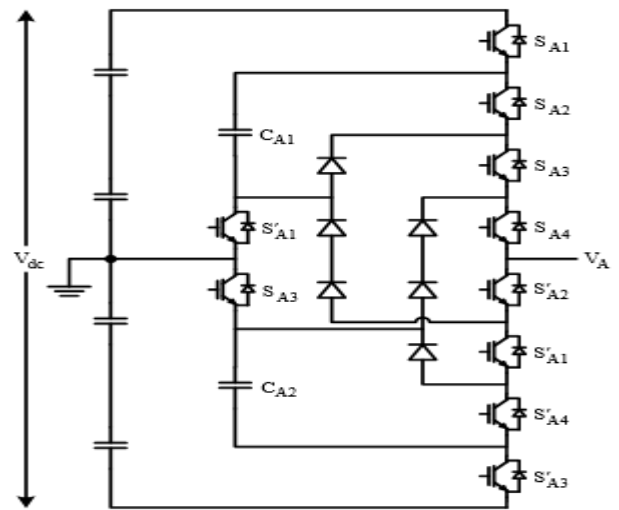 S_A1
S_A2
C_A1
S_A3
S'_A1
S_A4
V_dc
V_A
S_A3
S'_A2
S'_A1
C_A2
S'_A4
S'_A3